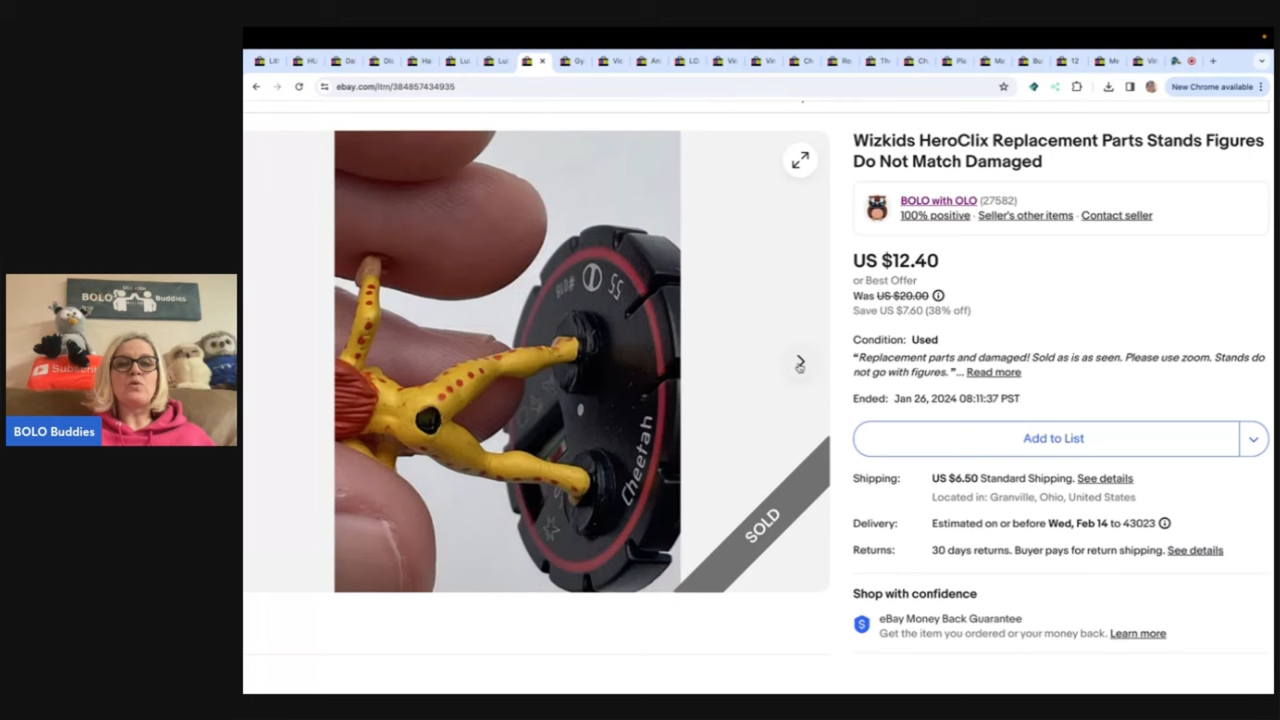 New Chrome available
ebay.com/itm/384857434935
Wizkids HeroClix Replacement Parts Stands Figures
Do Not Match Damaged
BOLO with OLO (27582)
100% positive · Seller's other items · Contact seller
US $12.40
or Best Offer
Was US $20.00
Save US $7.60 (38% off)
Condition: Used
"Replacement parts and damaged! Sold as is as seen. Please use zoom. Stands do
not go with figures. "... Read more
Ended: Jan 26, 2024 08:11:37 PST
Add to List
Shipping: US $6.50 Standard Shipping. See details
Located in: Granville, Ohio, United States
Delivery: Estimated on or before Wed, Feb 14 to 43023
Returns: 30 days returns. Buyer pays for return shipping. See details
Shop with confidence
eBay Money Back Guarantee
Get the item you ordered or your money back. Learn more
55
Cheetah
SOLD
BOLO Buddies
BOLO Buddies